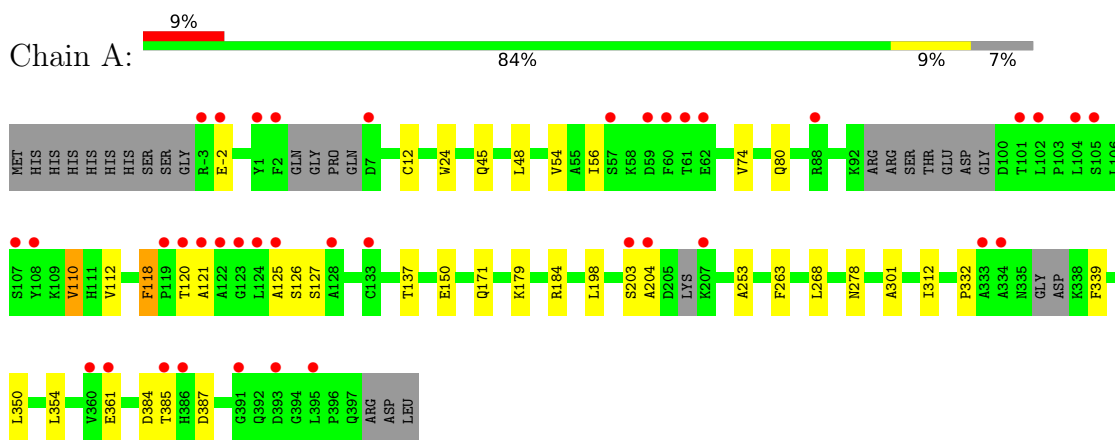 9%
Chain A:
84% 9% 7%
MET HIS HIS HIS HIS HIS HIS SER SER GLY R-3 E-2 Y1 F2 GLN GLY PRO GLN D7 C12 W24 Q45 L48 V54 A55 I56 S57 K58 D59 F60 T61 E62 V74 Q80 R88 K92 ARG ARG SER THR GLU ASP GLY D100 T101 L102 P103 L104 S105 L106
S107 Y108 K109 V110 H111 V112 F118 P119 T120 A121 A122 G123 L124 A125 S126 S127 A128 C133 T137 E150 Q171 K179 R184 L198 S203 A204 D205 LYS K207 A253 F263 L268 N278 A301 I312 P332 A333 A334 N335 GLY ASP K338 F339
L350 L354 V360 E361 D384 T385 H386 D387 G391 Q392 D393 G394 L395 P396 Q397 ARG ASP LEU